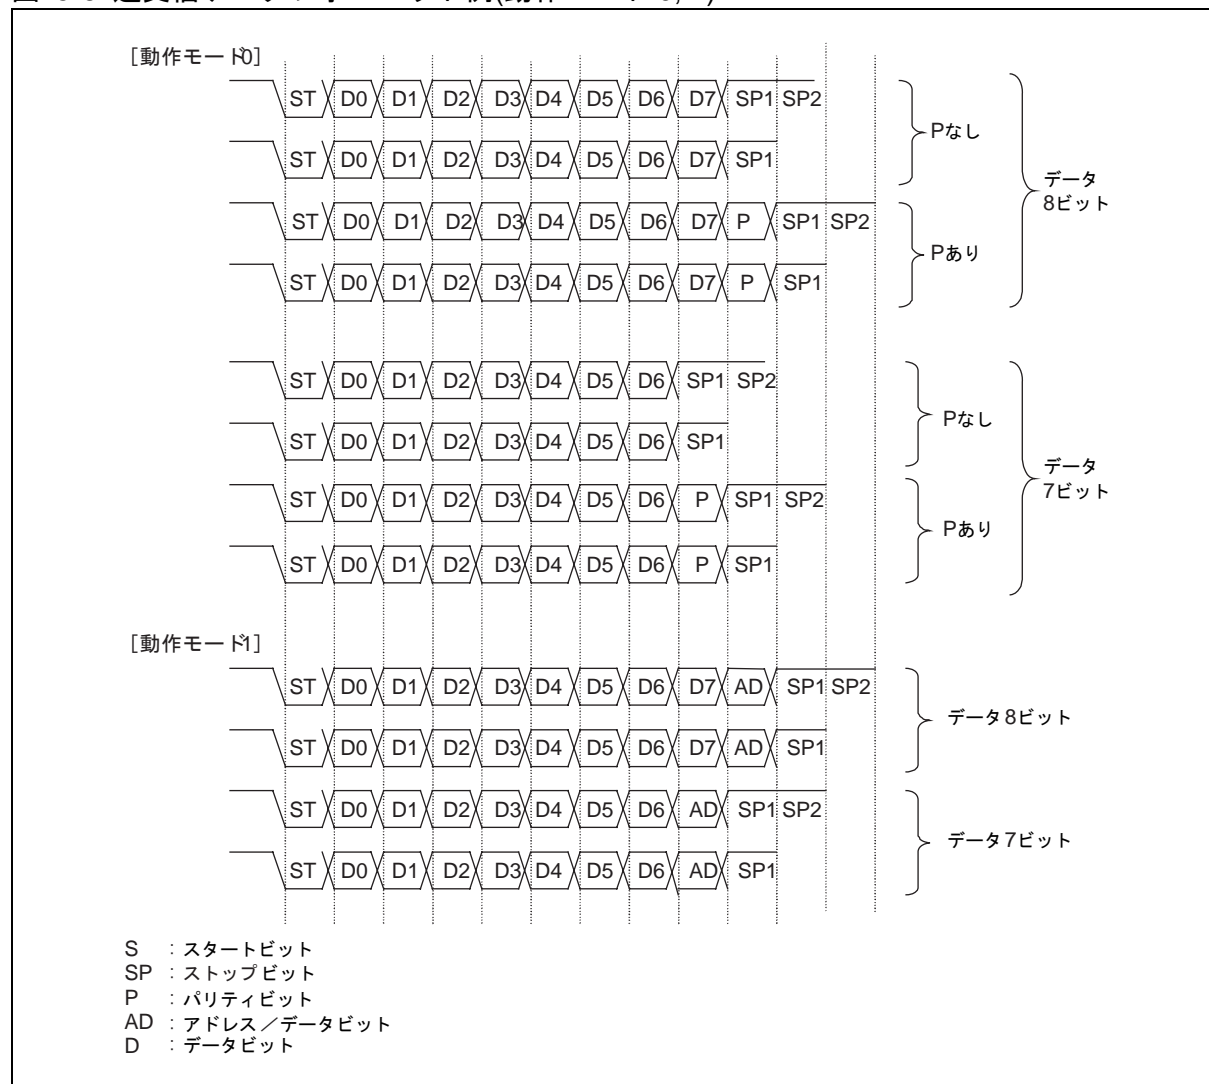 [動作モード0]
ST D0 D1 D2 D3 D4 D5 D6 D7 SP1 SP2
Pなし
ST D0 D1 D2 D3 D4 D5 D6 D7 SP1
データ
8ビット
ST D0 D1 D2 D3 D4 D5 D6 D7 P SP1 SP2
Pあり
ST D0 D1 D2 D3 D4 D5 D6 D7 P SP1
ST D0 D1 D2 D3 D4 D5 D6 SP1 SP2
Pなし
ST D0 D1 D2 D3 D4 D5 D6 SP1
データ
7ビット
ST D0 D1 D2 D3 D4 D5 D6 P SP1 SP2
Pあり
ST D0 D1 D2 D3 D4 D5 D6 P SP1
[動作モード1]
ST D0 D1 D2 D3 D4 D5 D6 D7 AD SP1 SP2
データ8ビット
ST D0 D1 D2 D3 D4 D5 D6 D7 AD SP1
ST D0 D1 D2 D3 D4 D5 D6 AD SP1 SP2
データ7ビット
ST D0 D1 D2 D3 D4 D5 D6 AD SP1
S : スタートビット
SP : ストップビット
P : パリティビット
AD : アドレス／データビット
D : データビット